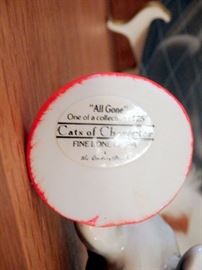 "All Gone"
One of a collection
Cats of Character
FINE BONE CHINA